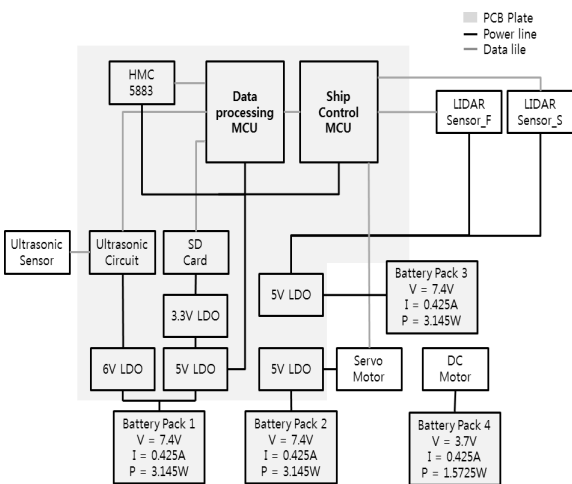 PCB Plate
Power line
Data lile
HMC
5883
Data
processing
MCU
Ship
Control
MCU
LIDAR
Sensor_F
LIDAR
Sensor_S
Ultrasonic
Sensor
Ultrasonic
Circuit
SD
Card
3.3V LDO
5V LDO
Battery Pack 3
V = 7.4V
I = 0.425A
P = 3.145W
6V LDO
5V LDO
5V LDO
Servo
Motor
DC
Motor
Battery Pack 1
V = 7.4V
I = 0.425A
P = 3.145W
Battery Pack 2
V = 7.4V
I = 0.425A
P = 3.145W
Battery Pack 4
V = 3.7V
I = 0.425A
P = 1.5725W